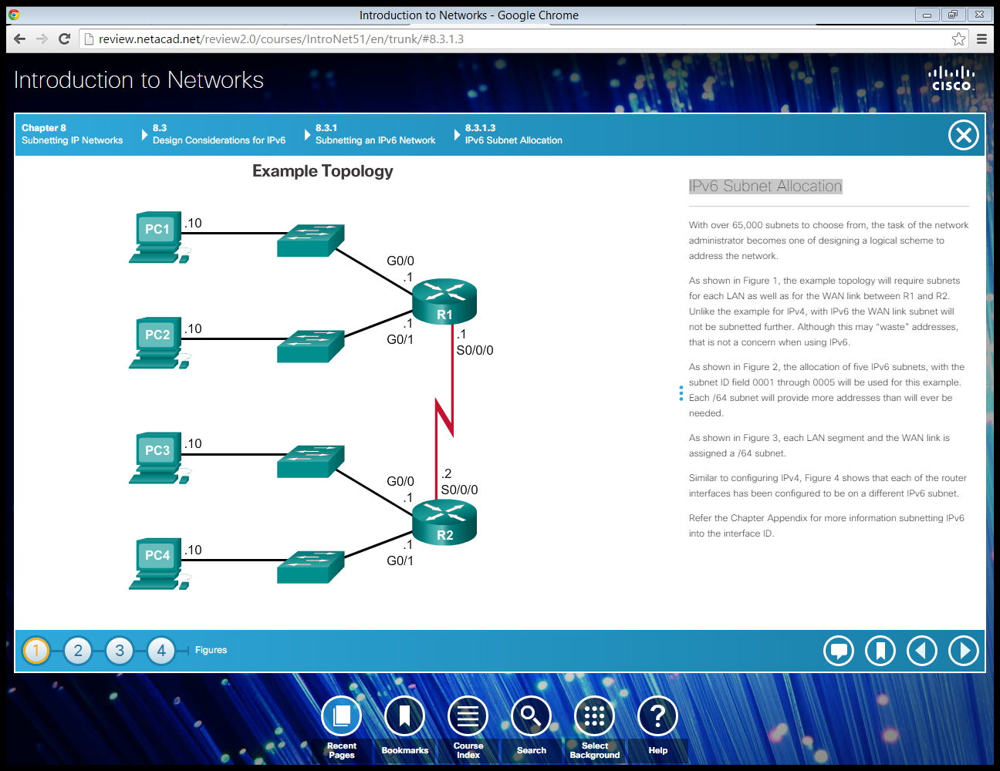 Introduction to Networks - Google Chrome
review.netacad.net/review2.0/courses/IntroNet51/en/trunk/#8.3.1.3
Introduction to Networks
CISCO.
Chapter 8
Subnetting IP Networks
8.3
Design Considerations for IPv6
8.3.1
Subnetting an IPv6 Network
8.3.1.3
IPv6 Subnet Allocation
Example Topology
PC1
.10
G0/0
.1
R1
PC2
.10
.1
G0/1
.1
S0/0/0
PC3
.10
G0/0
.1
.2
S0/0/0
R2
PC4
.10
.1
G0/1
IPv6 Subnet Allocation
With over 65,000 subnets to choose from, the task of the network
administrator becomes one of designing a logical scheme to
address the network.
As shown in Figure 1, the example topology will require subnets
for each LAN as well as for the WAN link between R1 and R2.
Unlike the example for IPv4, with IPv6 the WAN link subnet will
not be subnetted further. Although this may “waste” addresses,
that is not a concern when using IPv6.
As shown in Figure 2, the allocation of five IPv6 subnets, with the
subnet ID field 0001 through 0005 will be used for this example.
Each /64 subnet will provide more addresses than will ever be
needed.
As shown in Figure 3, each LAN segment and the WAN link is
assigned a /64 subnet.
Similar to configuring IPv4, Figure 4 shows that each of the router
interfaces has been configured to be on a different IPv6 subnet.
Refer the Chapter Appendix for more information subnetting IPv6
into the interface ID.
1 2 3 4 Figures
Recent
Pages
Bookmarks
Course
Index
Search
Select
Background
?
Help